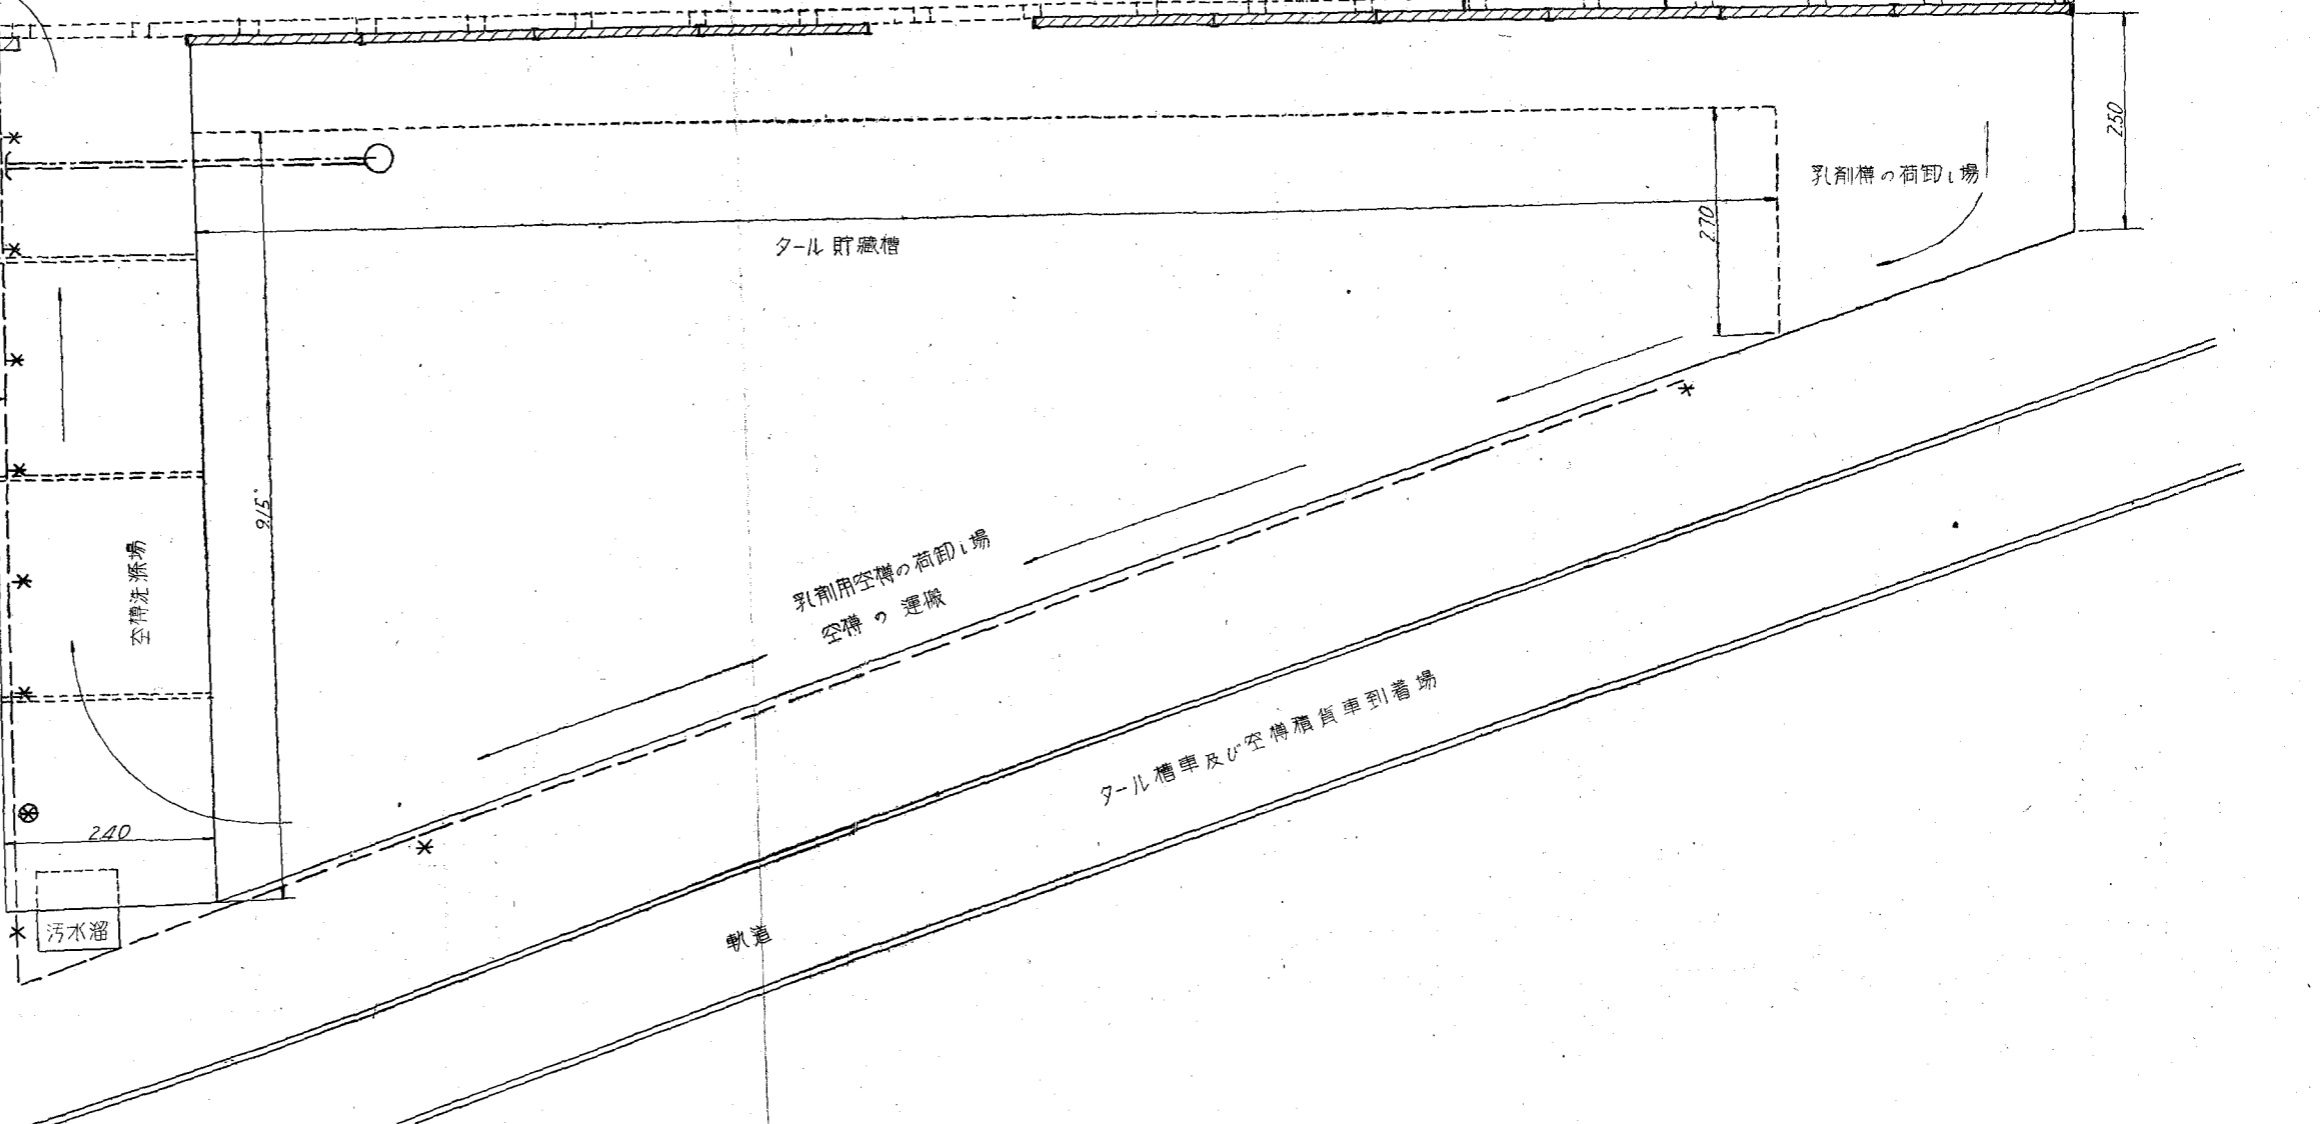 250
乳剤樽の荷卸し場
270
タール貯蔵槽
915
空樽洗滌場
乳剤用空樽の荷卸し場
空樽の運搬
タール槽車及び空樽積貨車到着場
240
汚水溜
軌道